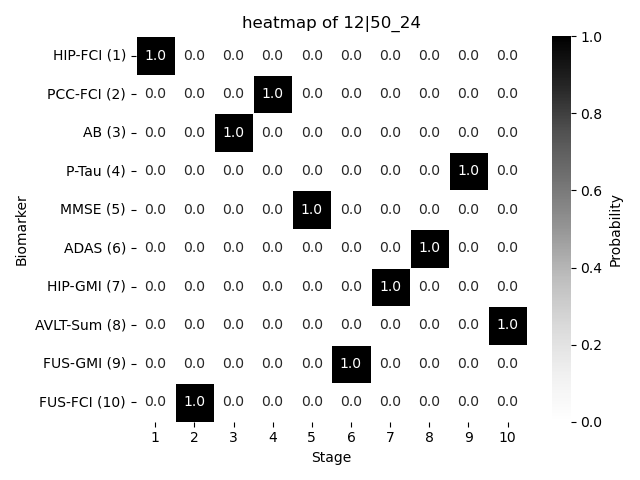 heatmap of 12|50_24
Biomarker
HIP-FCI (1) 1.0 0.0 0.0 0.0 0.0 0.0 0.0 0.0 0.0 0.0
PCC-FCI (2) 0.0 0.0 0.0 1.0 0.0 0.0 0.0 0.0 0.0 0.0
AB (3) 0.0 0.0 1.0 0.0 0.0 0.0 0.0 0.0 0.0 0.0
P-Tau (4) 0.0 0.0 0.0 0.0 0.0 0.0 0.0 0.0 1.0 0.0
MMSE (5) 0.0 0.0 0.0 0.0 1.0 0.0 0.0 0.0 0.0 0.0
ADAS (6) 0.0 0.0 0.0 0.0 0.0 0.0 0.0 1.0 0.0 0.0
HIP-GMI (7) 0.0 0.0 0.0 0.0 0.0 0.0 1.0 0.0 0.0 0.0
AVLT-Sum (8) 0.0 0.0 0.0 0.0 0.0 0.0 0.0 0.0 0.0 1.0
FUS-GMI (9) 0.0 0.0 0.0 0.0 0.0 1.0 0.0 0.0 0.0 0.0
FUS-FCI (10) 0.0 1.0 0.0 0.0 0.0 0.0 0.0 0.0 0.0 0.0
1 2 3 4 5 6 7 8 9 10
Stage
1.0
0.8
0.6
0.4
0.2
0.0
Probability